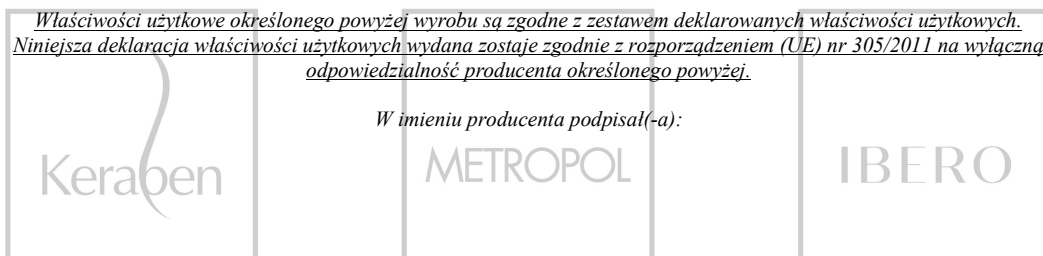 Właściwości użytkowe określonego powyżej wyrobu są zgodne z zestawem deklarowanych właściwości użytkowych.
Niniejsza deklaracja właściwości użytkowych wydana zostaje zgodnie z rozporządzeniem (UE) nr 305/2011 na wyłączną
odpowiedzialność producenta określonego powyżej.
W imieniu producenta podpisał(-a):
Keraben
METROPOL
IBERO